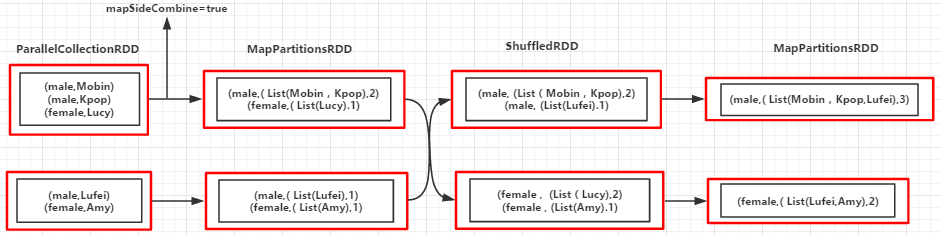 mapSideCombine=true
ParallelCollectionRDD
MapPartitionsRDD
ShuffledRDD
MapPartitionsRDD
(male,Mobin)
(male,Kpop)
(female,Lucy)
(male,( List(Mobin , Kpop),2)
(female,( List(Lucy).1)
(male, (List ( Mobin , Kpop),2)
(male, (List(Lufei).1)
(male,( List(Mobin , Kpop,Lufei),3)
(male,Lufei)
(female,Amy)
(male,( List(Lufei),1)
(female,( List(Amy),1)
(female , (List ( Lucy),2)
(female , (List(Amy).1)
(female,( List(Lufei,Amy),2)